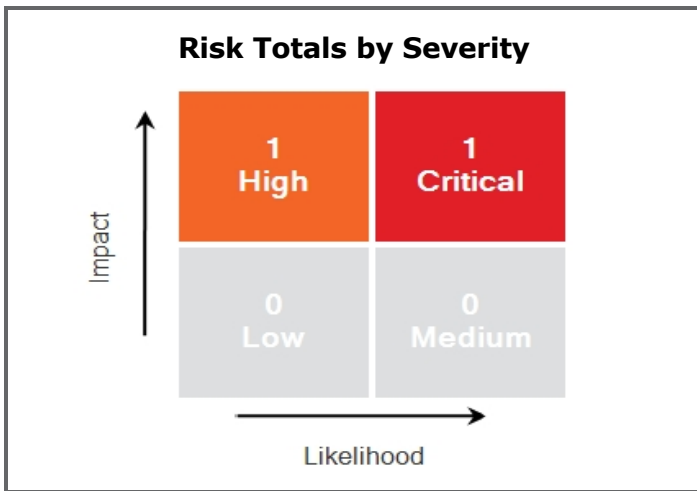 Risk Totals by Severity
Impact
1
High
1
Critical
0
Low
0
Medium
Likelihood